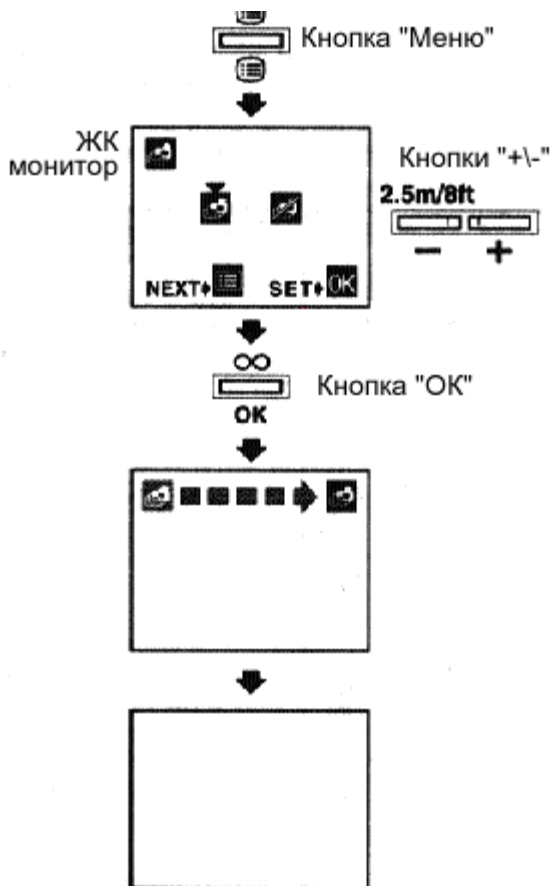 Кнопка "Меню"
ЖК
монитор
Кнопки "+\-"
2.5m/8ft
− +
NEXT SET OK
∞
Кнопка "ОК"
OK